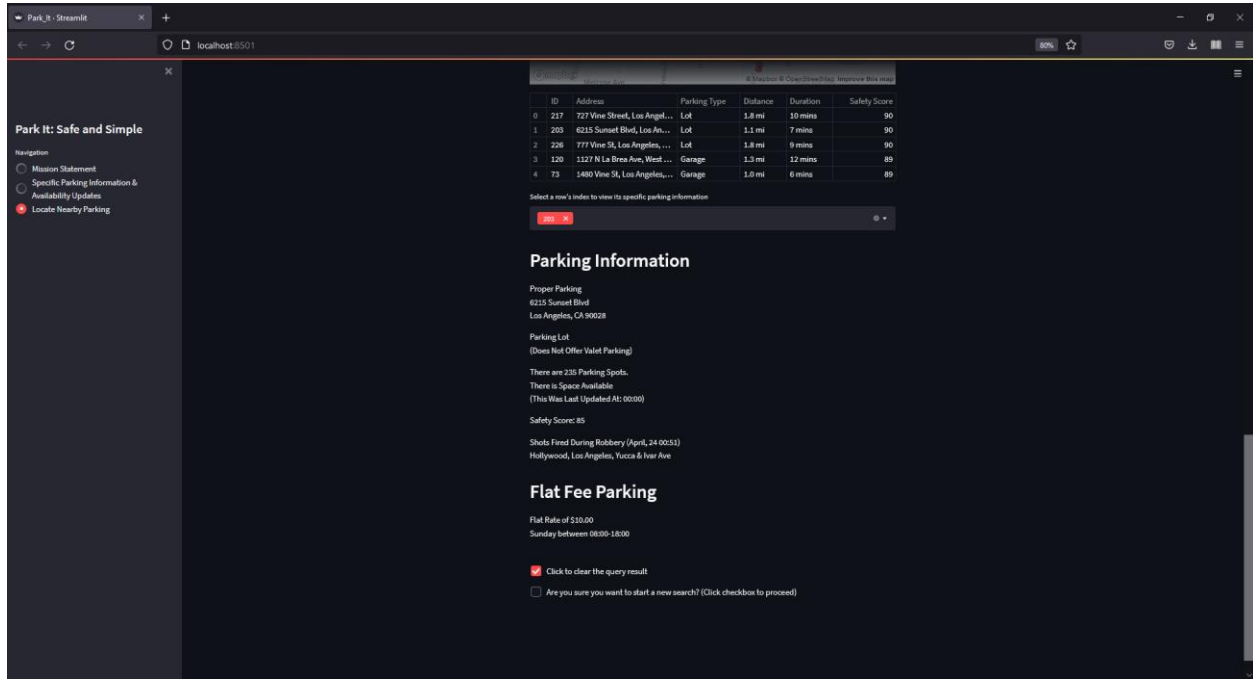 Park_It · Streamlit
localhost:8501
80%
Park It: Safe and Simple
Navigation
Mission Statement
Specific Parking Information &
Availability Updates
Locate Nearby Parking
Melrose Ave
© Mapbox © OpenStreetMap Improve this map
ID Address Parking Type Distance Duration Safety Score
0 217 727 Vine Street, Los Angel... Lot 1.8 mi 10 mins 90
1 203 6215 Sunset Blvd, Los An... Lot 1.1 mi 7 mins 90
2 226 777 Vine St, Los Angeles, ... Lot 1.8 mi 9 mins 90
3 120 1127 N La Brea Ave, West ... Garage 1.3 mi 12 mins 89
4 73 1480 Vine St, Los Angeles,... Garage 1.0 mi 6 mins 89
Select a row's index to view its specific parking information
203
Parking Information
Proper Parking
6215 Sunset Blvd
Los Angeles, CA 90028
Parking Lot
(Does Not Offer Valet Parking)
There are 235 Parking Spots.
There is Space Available
(This Was Last Updated At: 00:00)
Safety Score: 85
Shots Fired During Robbery (April, 24 00:51)
Hollywood, Los Angeles, Yucca & Ivar Ave
Flat Fee Parking
Flat Rate of $10.00
Sunday between 08:00-18:00
Click to clear the query result
Are you sure you want to start a new search? (Click checkbox to proceed)